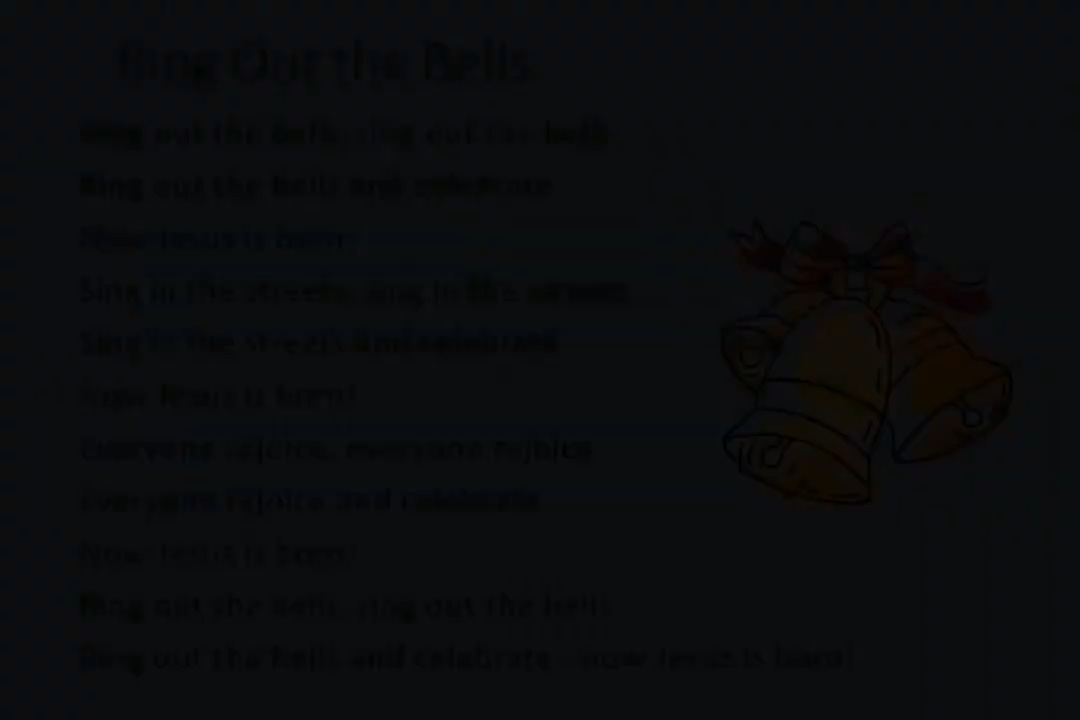 Ring Out the Bells
Ring out the bells, ring out the bells
Ring out the bells and celebrate
Now Jesus is born!
Sing in the streets, sing in the streets
Sing in the streets and celebrate
Now Jesus is born!
Everyone rejoice, everyone rejoice
Everyone rejoice and celebrate
Now Jesus is born!
Ring out the bells, ring out the bells
Ring out the bells and celebrate - now Jesus is born!